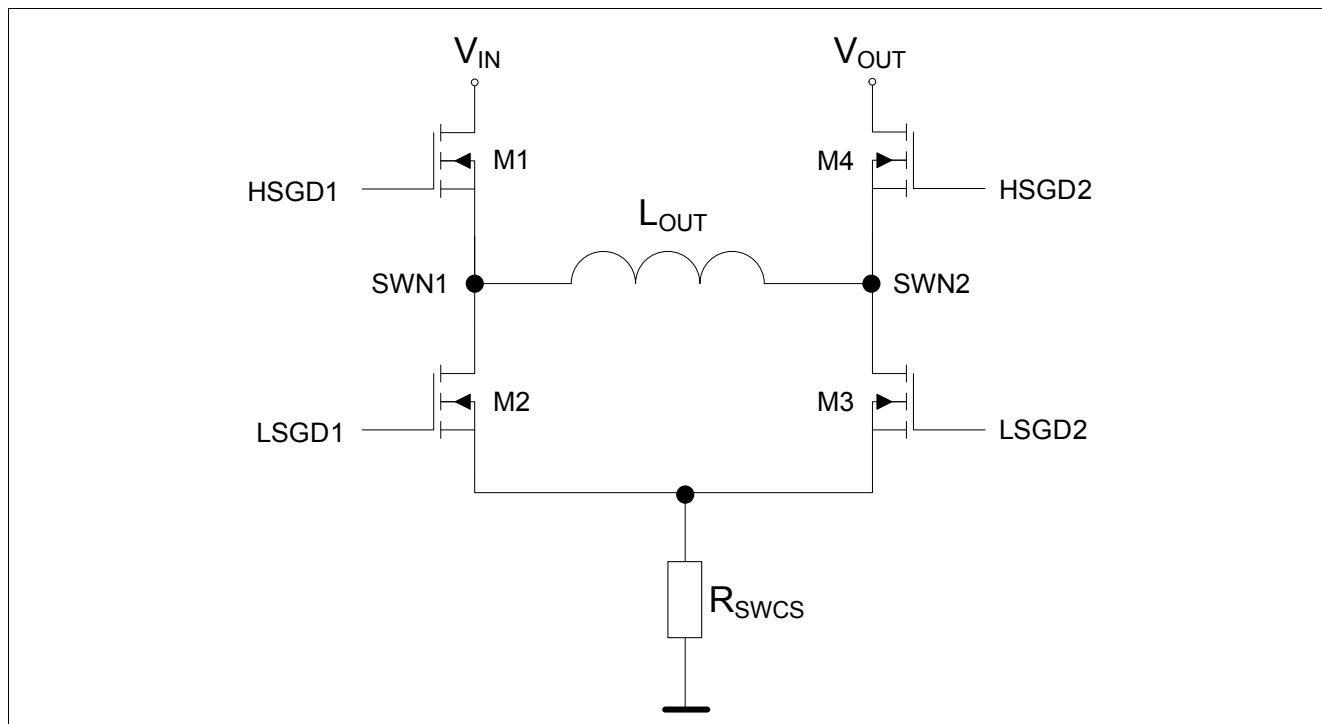 VIN
VOUT
M1
M4
HSGD1
HSGD2
LOUT
SWN1
SWN2
M2
M3
LSGD1
LSGD2
RSWCS